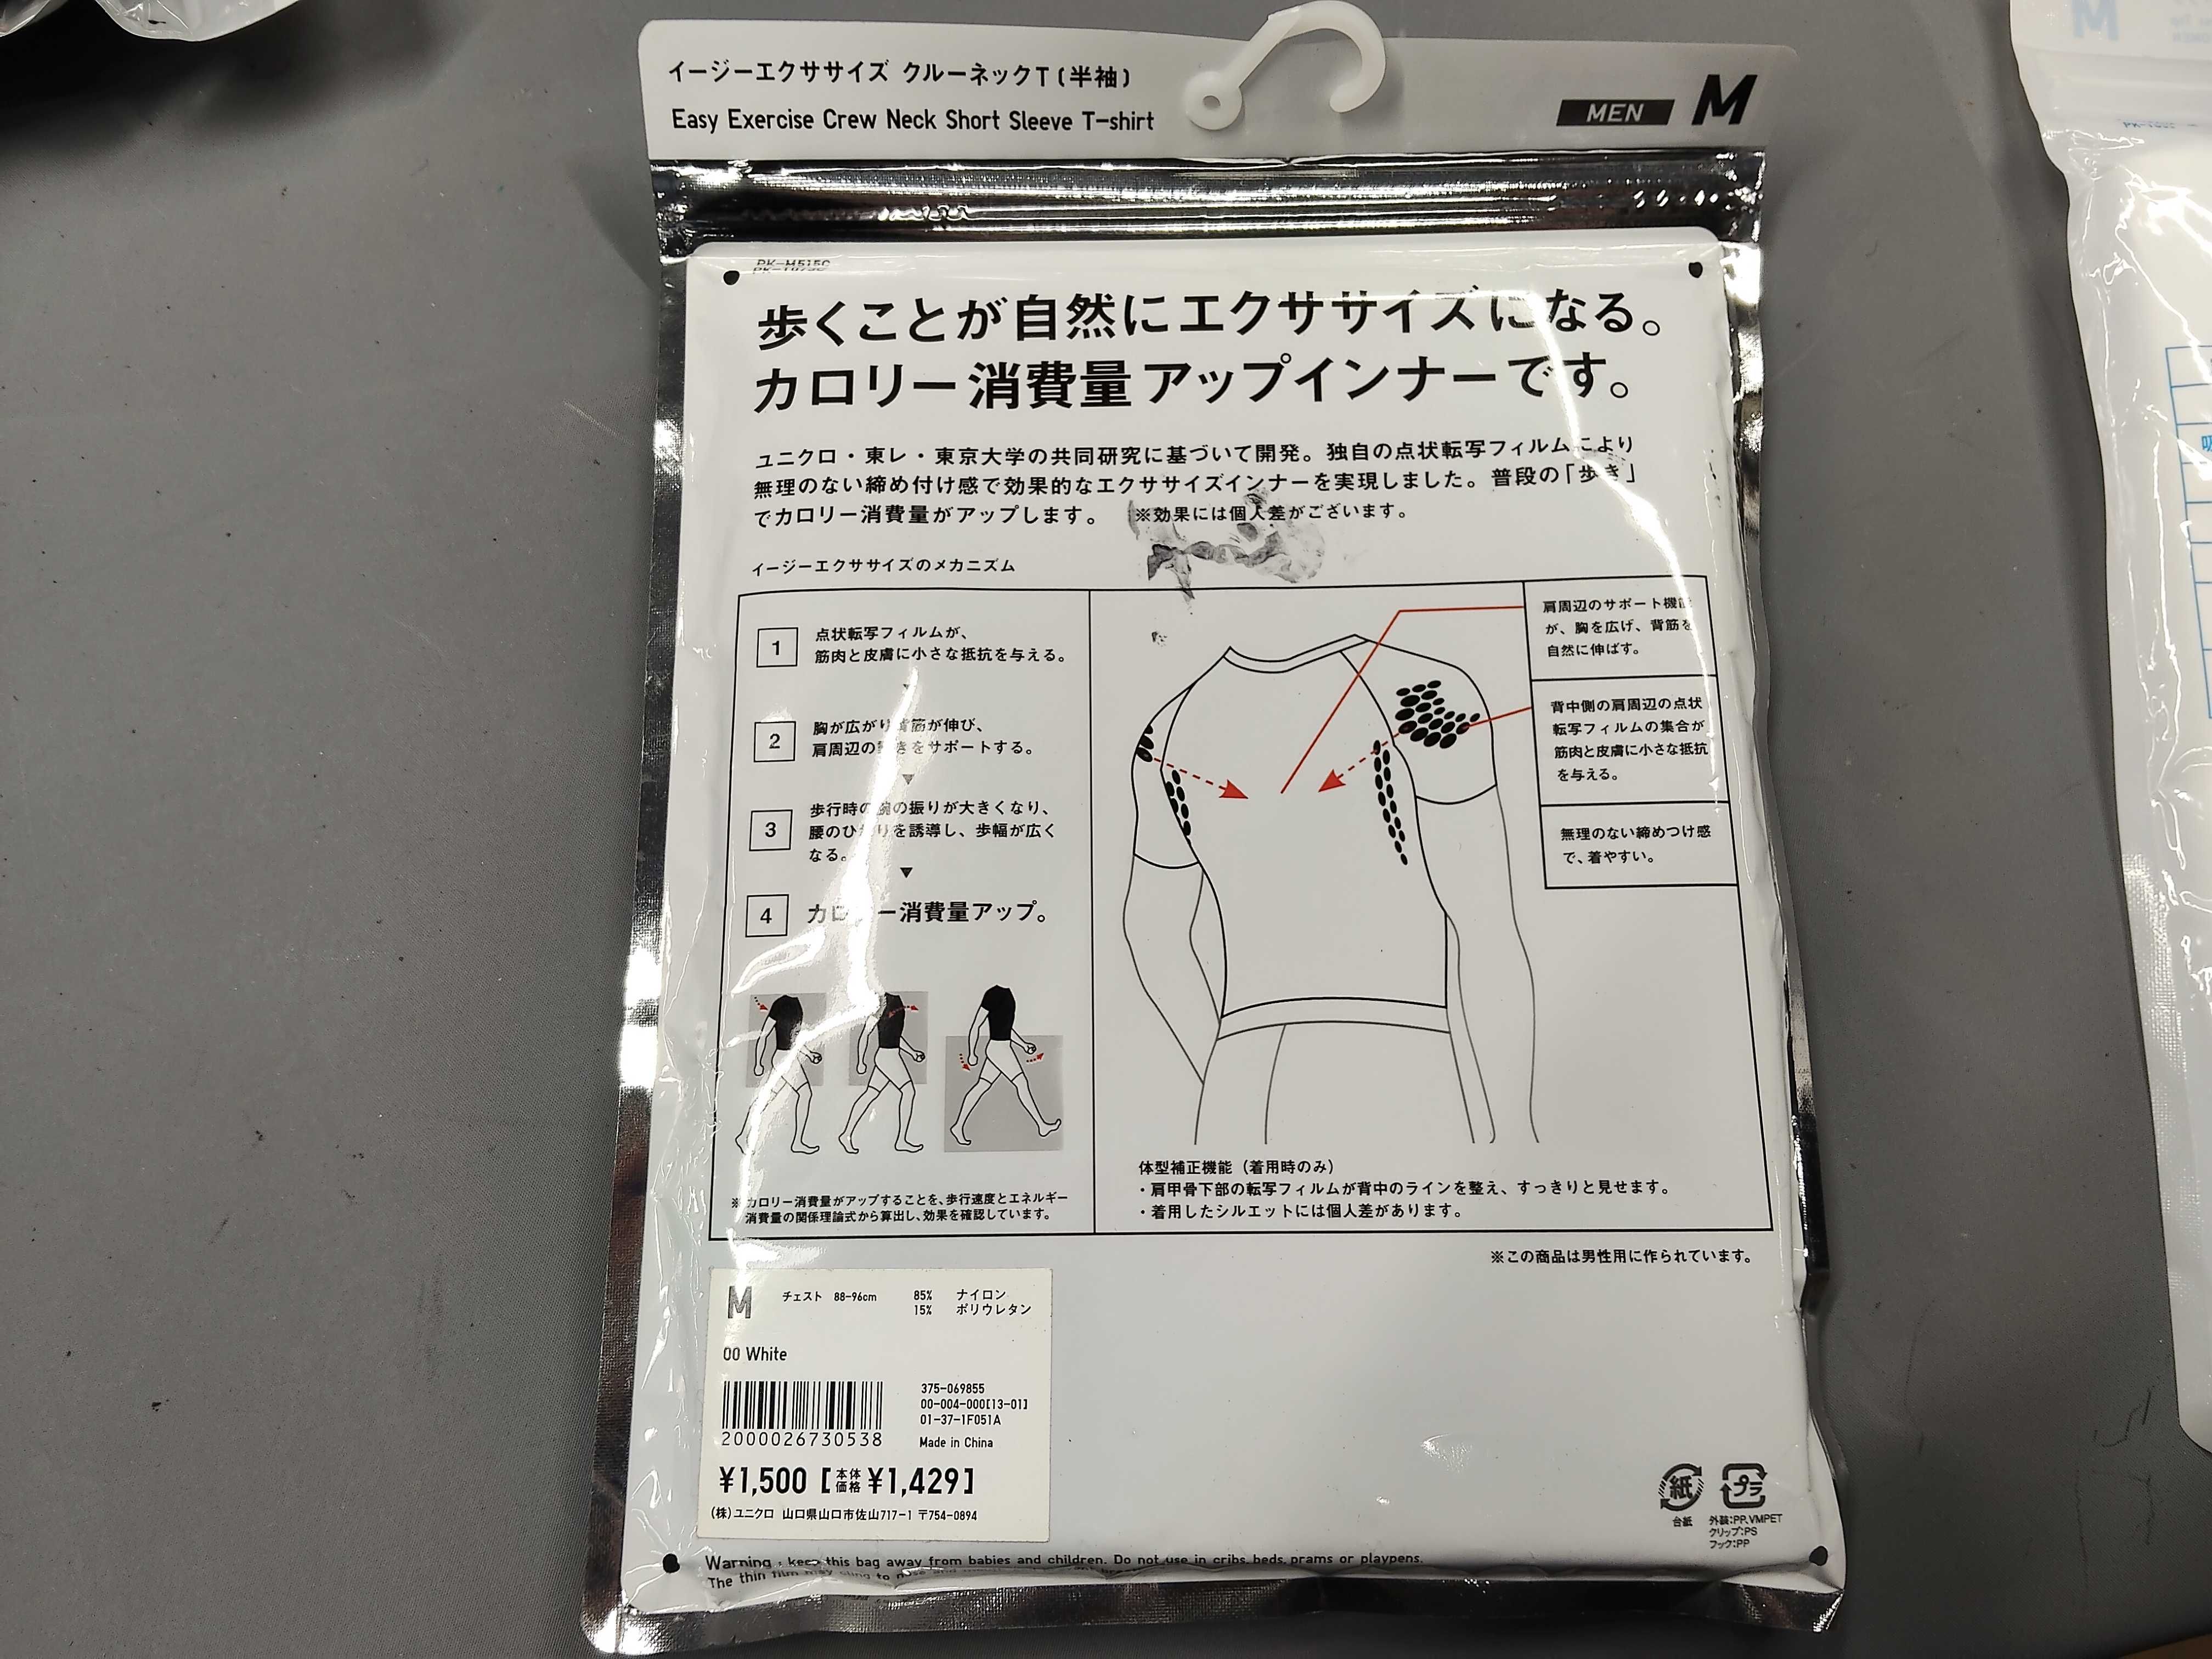 イージーエクササイズ クルーネックT(半袖)
Easy Exercise Crew Neck Short Sleeve T-shirt
MEN M
歩くことが自然にエクササイズになる。
カロリー消費量アップインナーです。
ユニクロ・東レ・東京大学の共同研究に基づいて開発。独自の点状転写フィルムにより
無理のない締め付け感で効果的なエクササイズインナーを実現しました。普段の「歩き」
でカロリー消費量がアップします。 ※効果には個人差がございます。
イージーエクササイズのメカニズム
1 点状転写フィルムが、
筋肉と皮膚に小さな抵抗を与える。
▼
2 胸が広がり背筋が伸び、
肩周辺の動きをサポートする。
▼
3 歩行時の腕の振りが大きくなり、
腰のひねりを誘導し、歩幅が広く
なる。
▼
4 カロリー消費量アップ。
※カロリー消費量がアップすることを、歩行速度とエネルギー
消費量の関係理論式から算出し、効果を確認しています。
肩周辺のサポート機能
が、胸を広げ、背筋を
自然に伸ばす。
背中側の肩周辺の点状
転写フィルムの集合が
筋肉と皮膚に小さな抵抗
を与える。
無理のない締めつけ感
で、着やすい。
体型補正機能(着用時のみ)
・肩甲骨下部の転写フィルムが背中のラインを整え、すっきりと見せます。
・着用したシルエットには個人差があります。
※この商品は男性用に作られています。
M チェスト 88-96cm 85% ナイロン
15% ポリウレタン
00 White
375-069855
00-004-000[13-01]
01-37-1F051A
2000026730538 Made in China
¥1,500 [本体価格 ¥1,429]
(株)ユニクロ 山口県山口市佐山717-1 〒754-0894
紙
台紙
プラ
外装:PP,VMPET
クリップ:PS
フック:PP
Warning : keep this bag away from babies and children. Do not use in cribs, beds, prams or playpens.
The thin film may cling to nose and
M